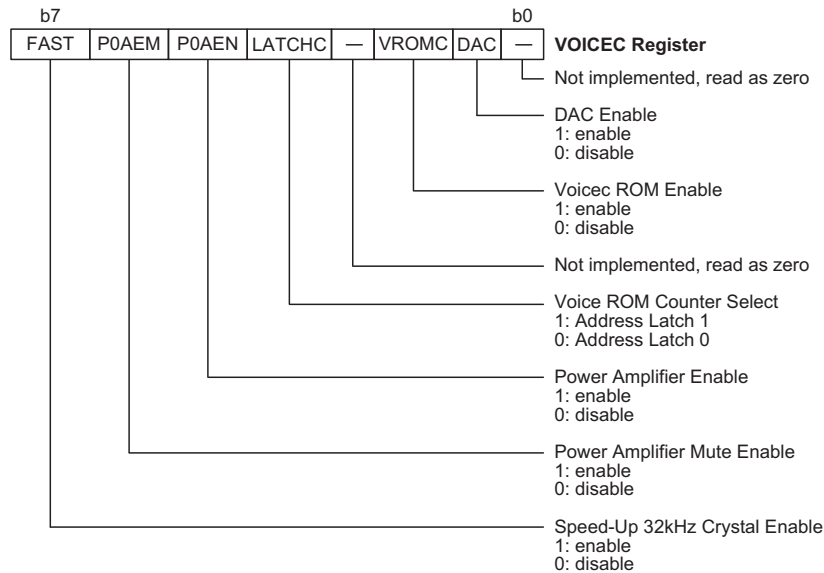 b7 b0
FAST P0AEM P0AEN LATCHC — VROMC DAC — VOICEC Register
Not implemented, read as zero
DAC Enable
1: enable
0: disable
Voicec ROM Enable
1: enable
0: disable
Not implemented, read as zero
Voice ROM Counter Select
1: Address Latch 1
0: Address Latch 0
Power Amplifier Enable
1: enable
0: disable
Power Amplifier Mute Enable
1: enable
0: disable
Speed-Up 32kHz Crystal Enable
1: enable
0: disable